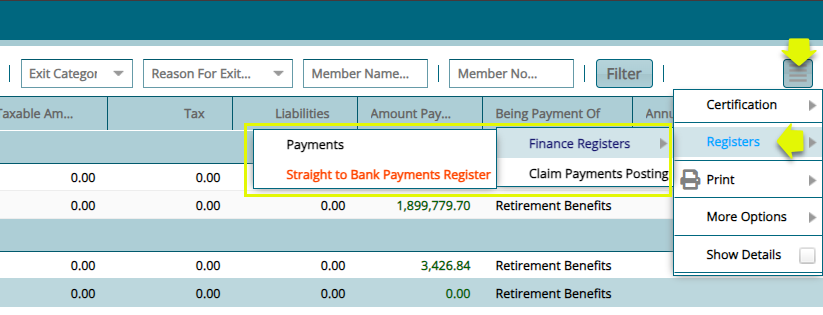 Exit Categor
Reason For Exit...
Member Name...
Member No...
Filter
Taxable Am... Tax Liabilities Amount Pay... Being Payment Of Annu
Certification
Registers
Print
More Options
Show Details
Finance Registers
Claim Payments Posting
Payments
Straight to Bank Payments Register
0.00 0.00
0.00 0.00 0.00 1,899,779.70 Retirement Benefits
0.00 0.00 0.00 3,426.84 Retirement Benefits
0.00 0.00 0.00 0.00 Retirement Benefits